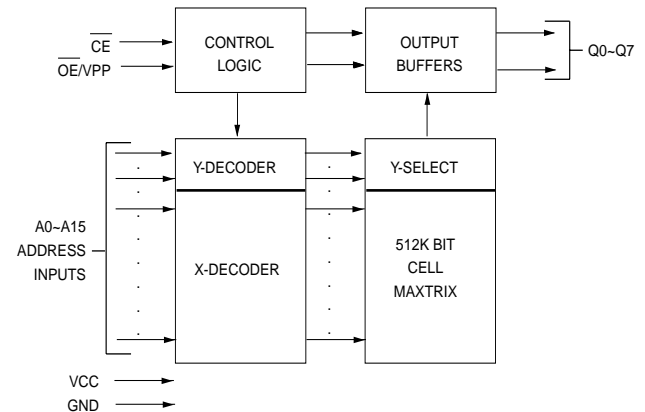 CE
OE/VPP
CONTROL
LOGIC
OUTPUT
BUFFERS
Q0~Q7
A0~A15
ADDRESS
INPUTS
Y-DECODER
X-DECODER
Y-SELECT
512K BIT
CELL
MAXTRIX
VCC
GND